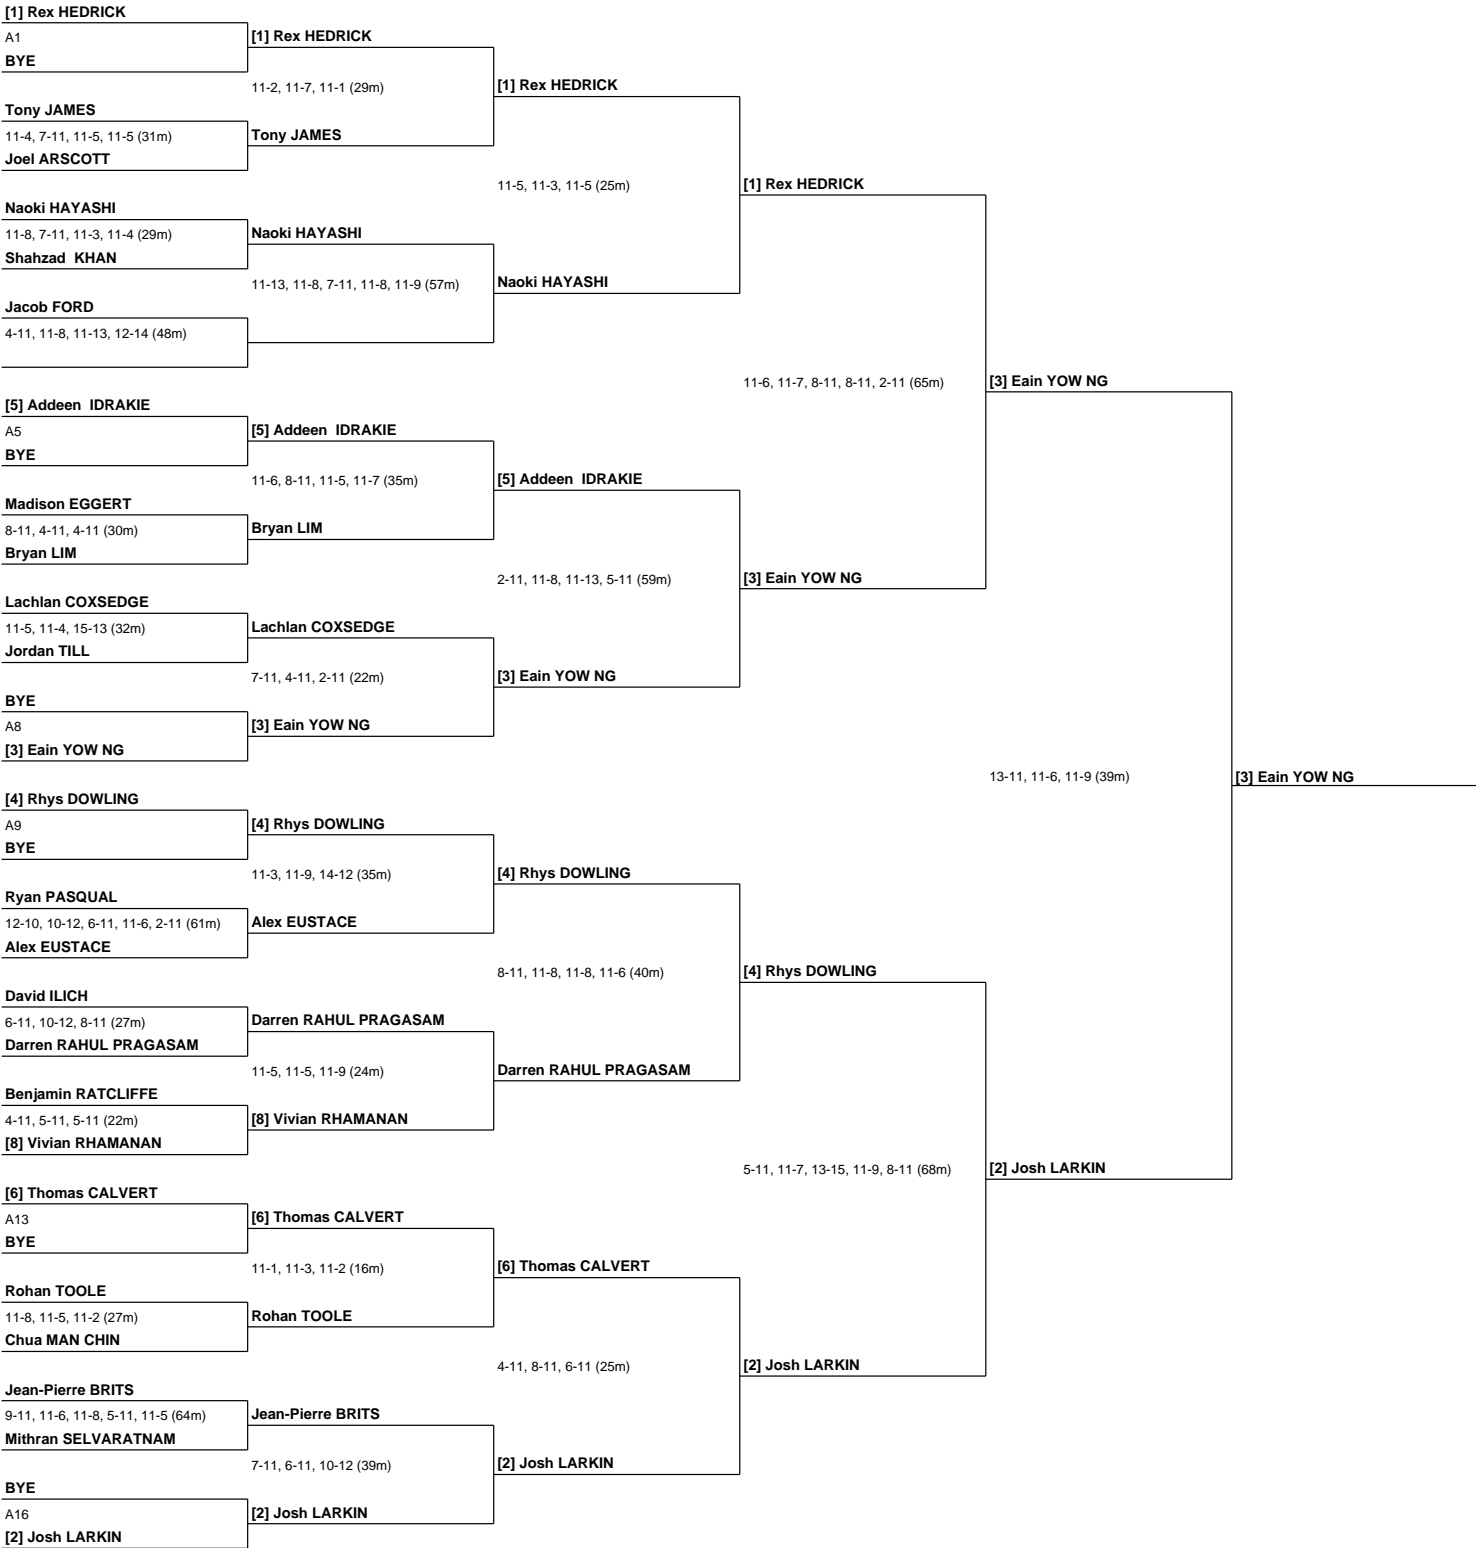 [1] Rex HEDRICK
A1
BYE
Tony JAMES
11-4, 7-11, 11-5, 11-5 (31m)
Joel ARSCOTT
Naoki HAYASHI
11-8, 7-11, 11-3, 11-4 (29m)
Shahzad  KHAN
Jacob FORD
4-11, 11-8, 11-13, 12-14 (48m)
[5] Addeen  IDRAKIE
A5
BYE
Madison EGGERT
8-11, 4-11, 4-11 (30m)
Bryan LIM
Lachlan COXSEDGE
11-5, 11-4, 15-13 (32m)
Jordan TILL
BYE
A8
[3] Eain YOW NG
[4] Rhys DOWLING
A9
BYE
Ryan PASQUAL
12-10, 10-12, 6-11, 11-6, 2-11 (61m)
Alex EUSTACE
David ILICH
6-11, 10-12, 8-11 (27m)
Darren RAHUL PRAGASAM
Benjamin RATCLIFFE
4-11, 5-11, 5-11 (22m)
[8] Vivian RHAMANAN
[6] Thomas CALVERT
A13
BYE
Rohan TOOLE
11-8, 11-5, 11-2 (27m)
Chua MAN CHIN
Jean-Pierre BRITS
9-11, 11-6, 11-8, 5-11, 11-5 (64m)
Mithran SELVARATNAM
BYE
A16
[2] Josh LARKIN
[1] Rex HEDRICK
11-2, 11-7, 11-1 (29m)
Tony JAMES
Naoki HAYASHI
11-13, 11-8, 7-11, 11-8, 11-9 (57m)
[5] Addeen  IDRAKIE
11-6, 8-11, 11-5, 11-7 (35m)
Bryan LIM
Lachlan COXSEDGE
7-11, 4-11, 2-11 (22m)
[3] Eain YOW NG
[4] Rhys DOWLING
11-3, 11-9, 14-12 (35m)
Alex EUSTACE
Darren RAHUL PRAGASAM
11-5, 11-5, 11-9 (24m)
[8] Vivian RHAMANAN
[6] Thomas CALVERT
11-1, 11-3, 11-2 (16m)
Rohan TOOLE
Jean-Pierre BRITS
7-11, 6-11, 10-12 (39m)
[2] Josh LARKIN
[1] Rex HEDRICK
11-5, 11-3, 11-5 (25m)
Naoki HAYASHI
[5] Addeen  IDRAKIE
2-11, 11-8, 11-13, 5-11 (59m)
[3] Eain YOW NG
[4] Rhys DOWLING
8-11, 11-8, 11-8, 11-6 (40m)
Darren RAHUL PRAGASAM
[6] Thomas CALVERT
4-11, 8-11, 6-11 (25m)
[2] Josh LARKIN
[1] Rex HEDRICK
11-6, 11-7, 8-11, 8-11, 2-11 (65m)
[3] Eain YOW NG
[4] Rhys DOWLING
5-11, 11-7, 13-15, 11-9, 8-11 (68m)
[2] Josh LARKIN
[3] Eain YOW NG
13-11, 11-6, 11-9 (39m)
[2] Josh LARKIN
[3] Eain YOW NG